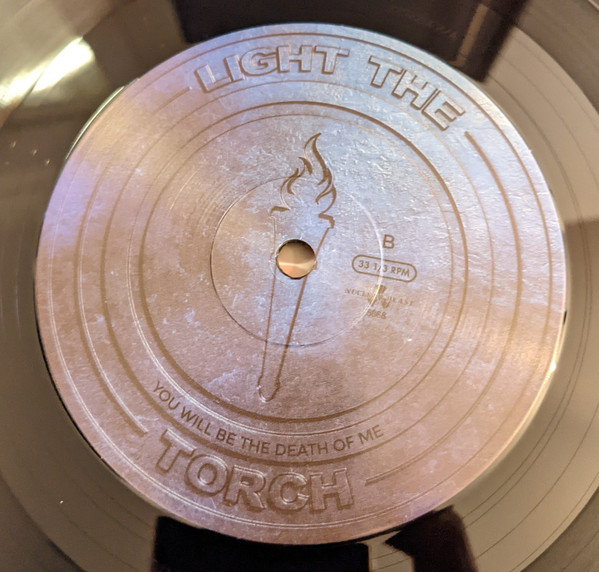 LIGHT THE
B
33 1/3 RPM
YOU WILL BE THE DEATH OF ME
TORCH